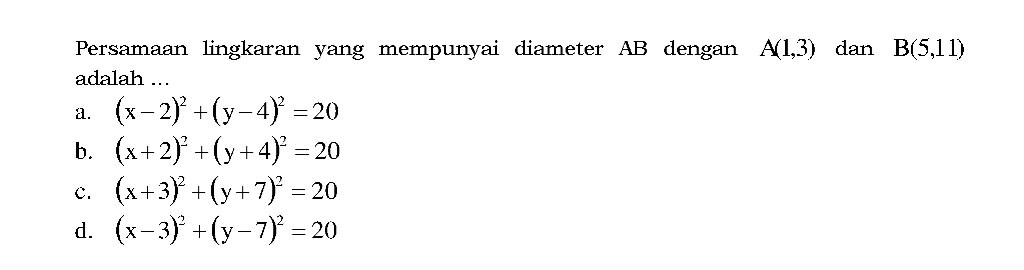 Persamaan lingkaran yang mempunyai diameter AB dengan A(1,3) dan B(5,11)
adalah ...
a. (x−2)² + (y−4)² = 20
b. (x+2)² + (y+4)² = 20
c. (x+3)² + (y+7)² = 20
d. (x−3)² + (y−7)² = 20